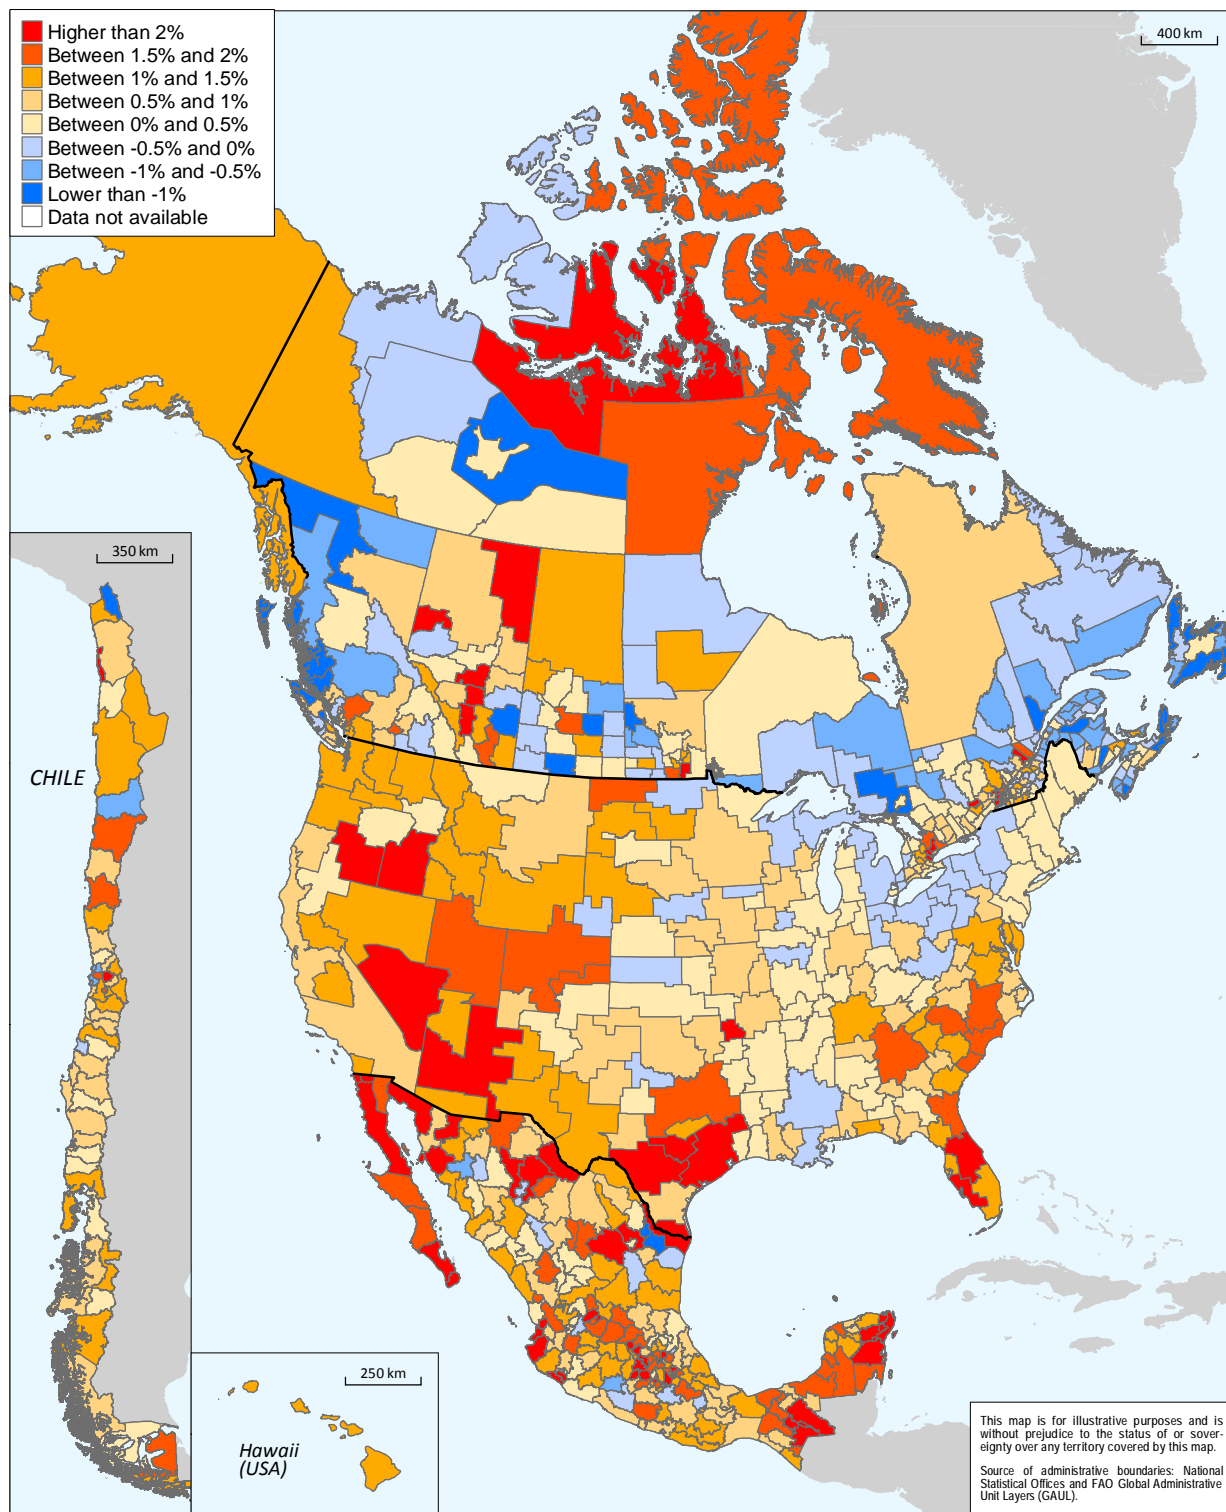 Higher than 2%
Between 1.5% and 2%
Between 1% and 1.5%
Between 0.5% and 1%
Between 0% and 0.5%
Between -0.5% and 0%
Between -1% and -0.5%
Lower than -1%
Data not available
400 km
350 km
CHILE
250 km
Hawaii
(USA)
This map is for illustrative purposes and is
without prejudice to the status of or sover-
eignty over any territory covered by this map.
Source of administrative boundaries: National
Statistical Offices and FAO Global Administrative
Unit Layers (GAUL).